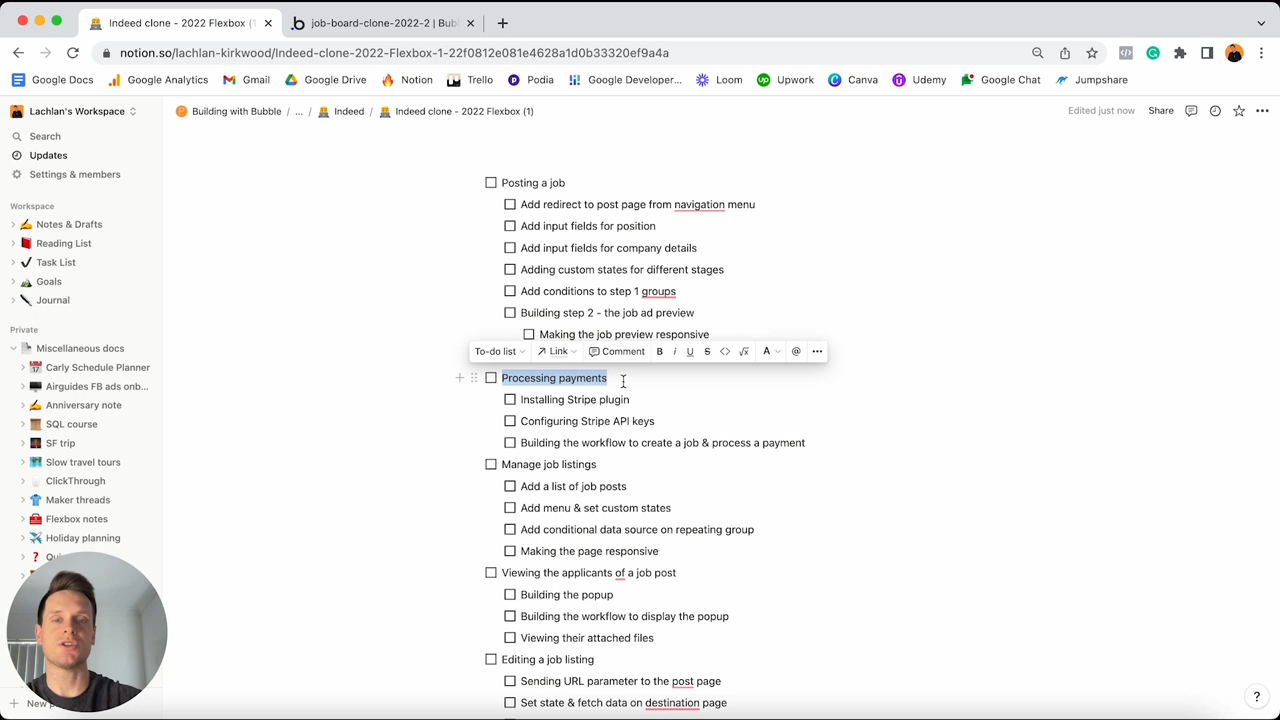 Indeed clone - 2022 Flexbox (1
job-board-clone-2022-2 | Bub
notion.so/lachlan-kirkwood/Indeed-clone-2022-Flexbox-1-22f0812e081e4628a1d0b33320ef9a4a
Google Docs
Google Analytics
Gmail
Google Drive
Notion
Trello
Podia
Google Developer...
Loom
Upwork
Canva
Udemy
Google Chat
Jumpshare
Lachlan's Workspace
Building with Bubble / ... / Indeed / Indeed clone - 2022 Flexbox (1)
Edited just now
Share
Search
Updates
Settings & members
Workspace
Notes & Drafts
Reading List
Task List
Goals
Journal
Private
Miscellaneous docs
Carly Schedule Planner
Airguides FB ads onb...
Anniversary note
SQL course
SF trip
Slow travel tours
ClickThrough
Maker threads
Flexbox notes
Holiday planning
Posting a job
Add redirect to post page from navigation menu
Add input fields for position
Add input fields for company details
Adding custom states for different stages
Add conditions to step 1 groups
Building step 2 - the job ad preview
Making the job preview responsive
To-do list
Link
Comment
B i U S <> √x A @ •••
Processing payments
Installing Stripe plugin
Configuring Stripe API keys
Building the workflow to create a job & process a payment
Manage job listings
Add a list of job posts
Add menu & set custom states
Add conditional data source on repeating group
Making the page responsive
Viewing the applicants of a job post
Building the popup
Building the workflow to display the popup
Viewing their attached files
Editing a job listing
Sending URL parameter to the post page
Set state & fetch data on destination page
New
?